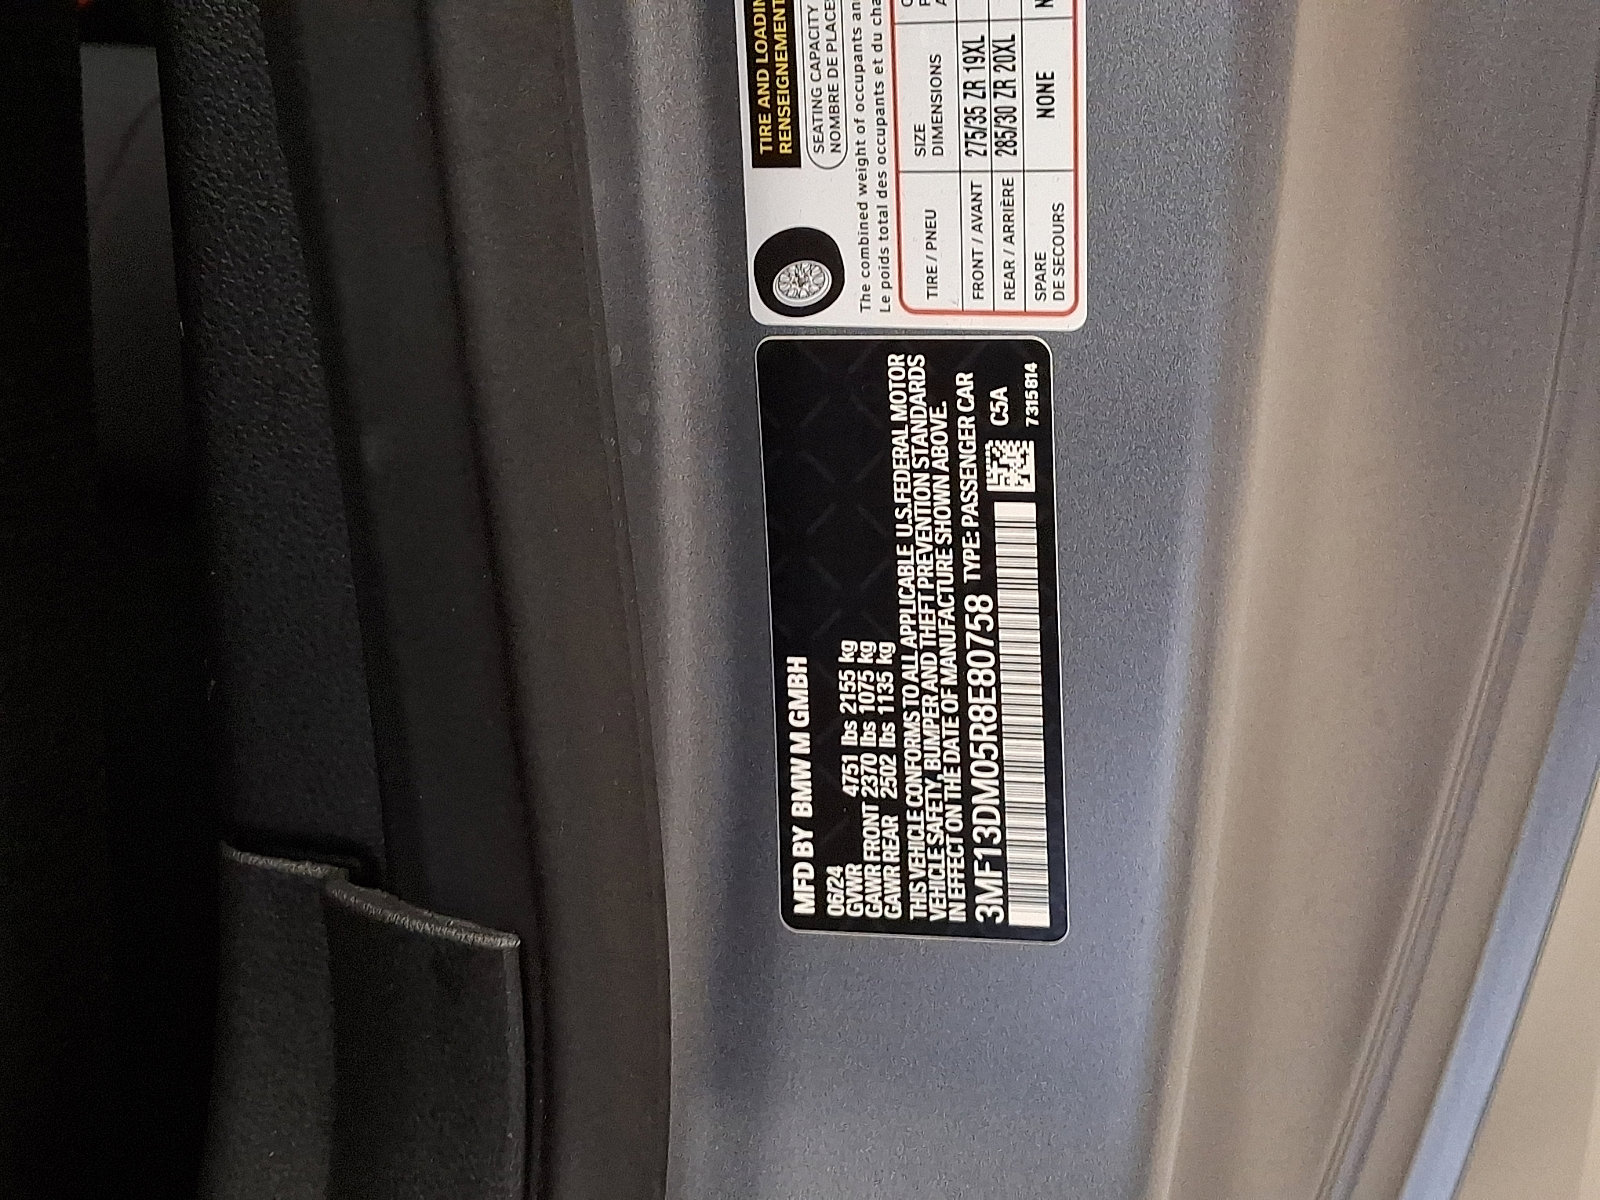 MFD BY BMW M GMBH
06/24
GVWR 4751 lbs 2155 kg
GAWR FRONT 2370 lbs 1075 kg
GAWR REAR 2502 lbs 1135 kg
THIS VEHICLE CONFORMS TO ALL APPLICABLE U.S. FEDERAL MOTOR
VEHICLE SAFETY, BUMPER AND THEFT PREVENTION STANDARDS
IN EFFECT ON THE DATE OF MANUFACTURE SHOWN ABOVE.
3MF13DM05R8E80758 TYPE: PASSENGER CAR
C5A
7315814
TIRE AND
RENSEIGNEMENT
SEATING CAPACITY
NOMBRE DE
The combined weight of occupants
Le poids total des occupants et du
TIRE / PNEU SIZE
DIMENSIONS
FRONT / AVANT 275/35 ZR 19XL
REAR / ARRIÈRE 285/30 ZR 20XL
SPARE
DE SECOURS NONE